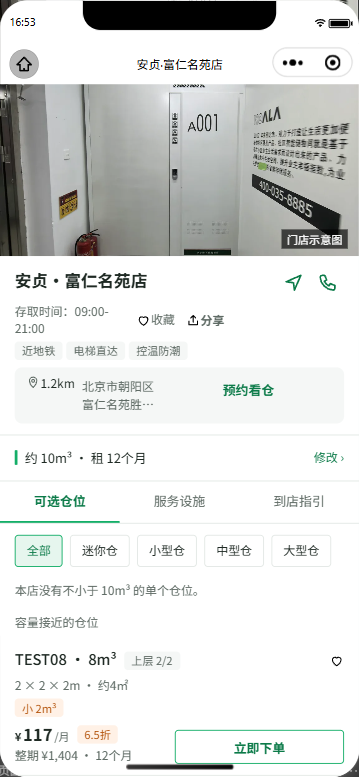 16:53
安贞·富仁名苑店
A001
400-035-8885
门店示意图
安贞·富仁名苑店
存取时间：09:00-
21:00
收藏
分享
近地铁
电梯直达
控温防潮
1.2km
北京市朝阳区
富仁名苑胜…
预约看仓
约 10m³ · 租 12个月
修改 ›
可选仓位
服务设施
到店指引
全部
迷你仓
小型仓
中型仓
大型仓
本店没有不小于 10m³ 的单个仓位。
容量接近的仓位
TEST08 · 8m³
上层 2/2
2 × 2 × 2m · 约4㎡
小 2m³
¥117/月
6.5折
整期 ¥1,404 · 12个月
立即下单